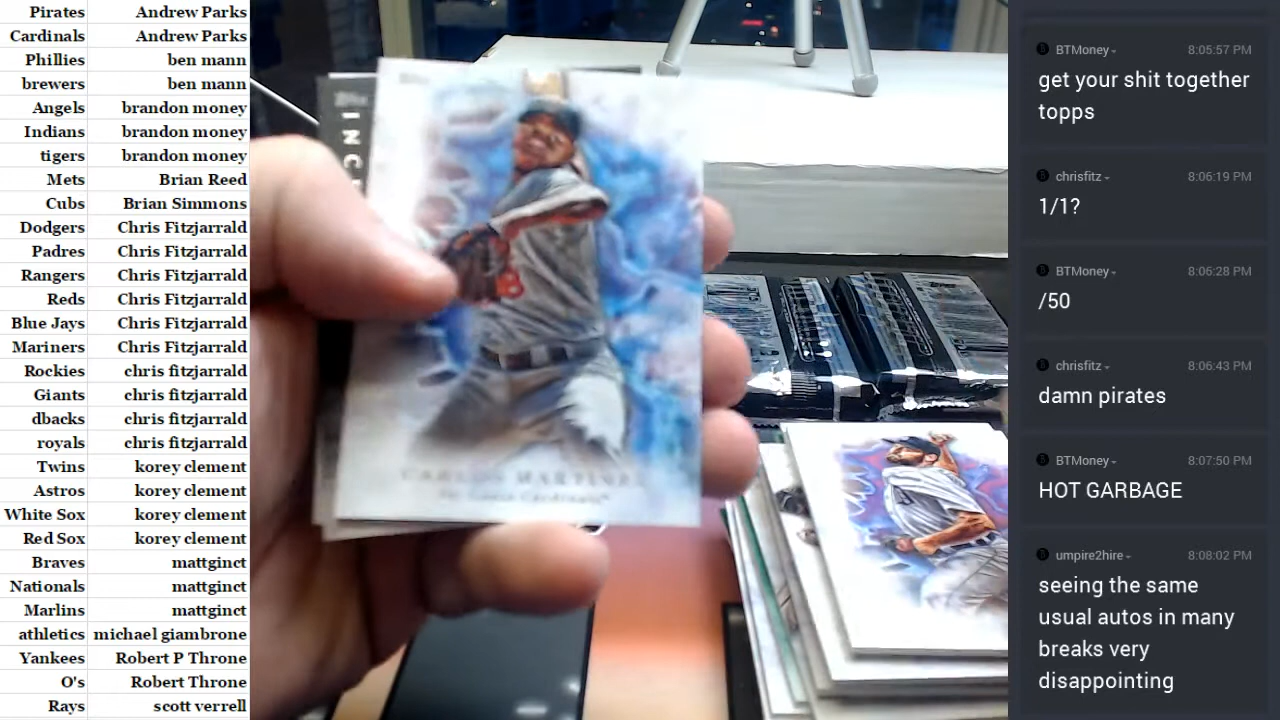 Pirates Andrew Parks
Cardinals Andrew Parks
Phillies ben mann
brewers ben mann
Angels brandon money
Indians brandon money
tigers brandon money
Mets Brian Reed
Cubs Brian Simmons
Dodgers Chris Fitzjarrald
Padres Chris Fitzjarrald
Rangers Chris Fitzjarrald
Reds Chris Fitzjarrald
Blue Jays Chris Fitzjarrald
Mariners Chris Fitzjarrald
Rockies chris fitzjarrald
Giants chris fitzjarrald
dbacks chris fitzjarrald
royals chris fitzjarrald
Twins korey clement
Astros korey clement
White Sox korey clement
Red Sox korey clement
Braves mattginct
Nationals mattginct
Marlins mattginct
athletics michael giambrone
Yankees Robert P Throne
O's Robert Throne
Rays scott verrell
INC
CARLOS MARTINEZ
St. Louis Cardinals
BTMoney 8:05:57 PM
get your shit together
topps
chrisfitz 8:06:19 PM
1/1?
BTMoney 8:06:28 PM
/50
chrisfitz 8:06:43 PM
damn pirates
BTMoney 8:07:50 PM
HOT GARBAGE
umpire2hire 8:08:02 PM
seeing the same
usual autos in many
breaks very
disappointing